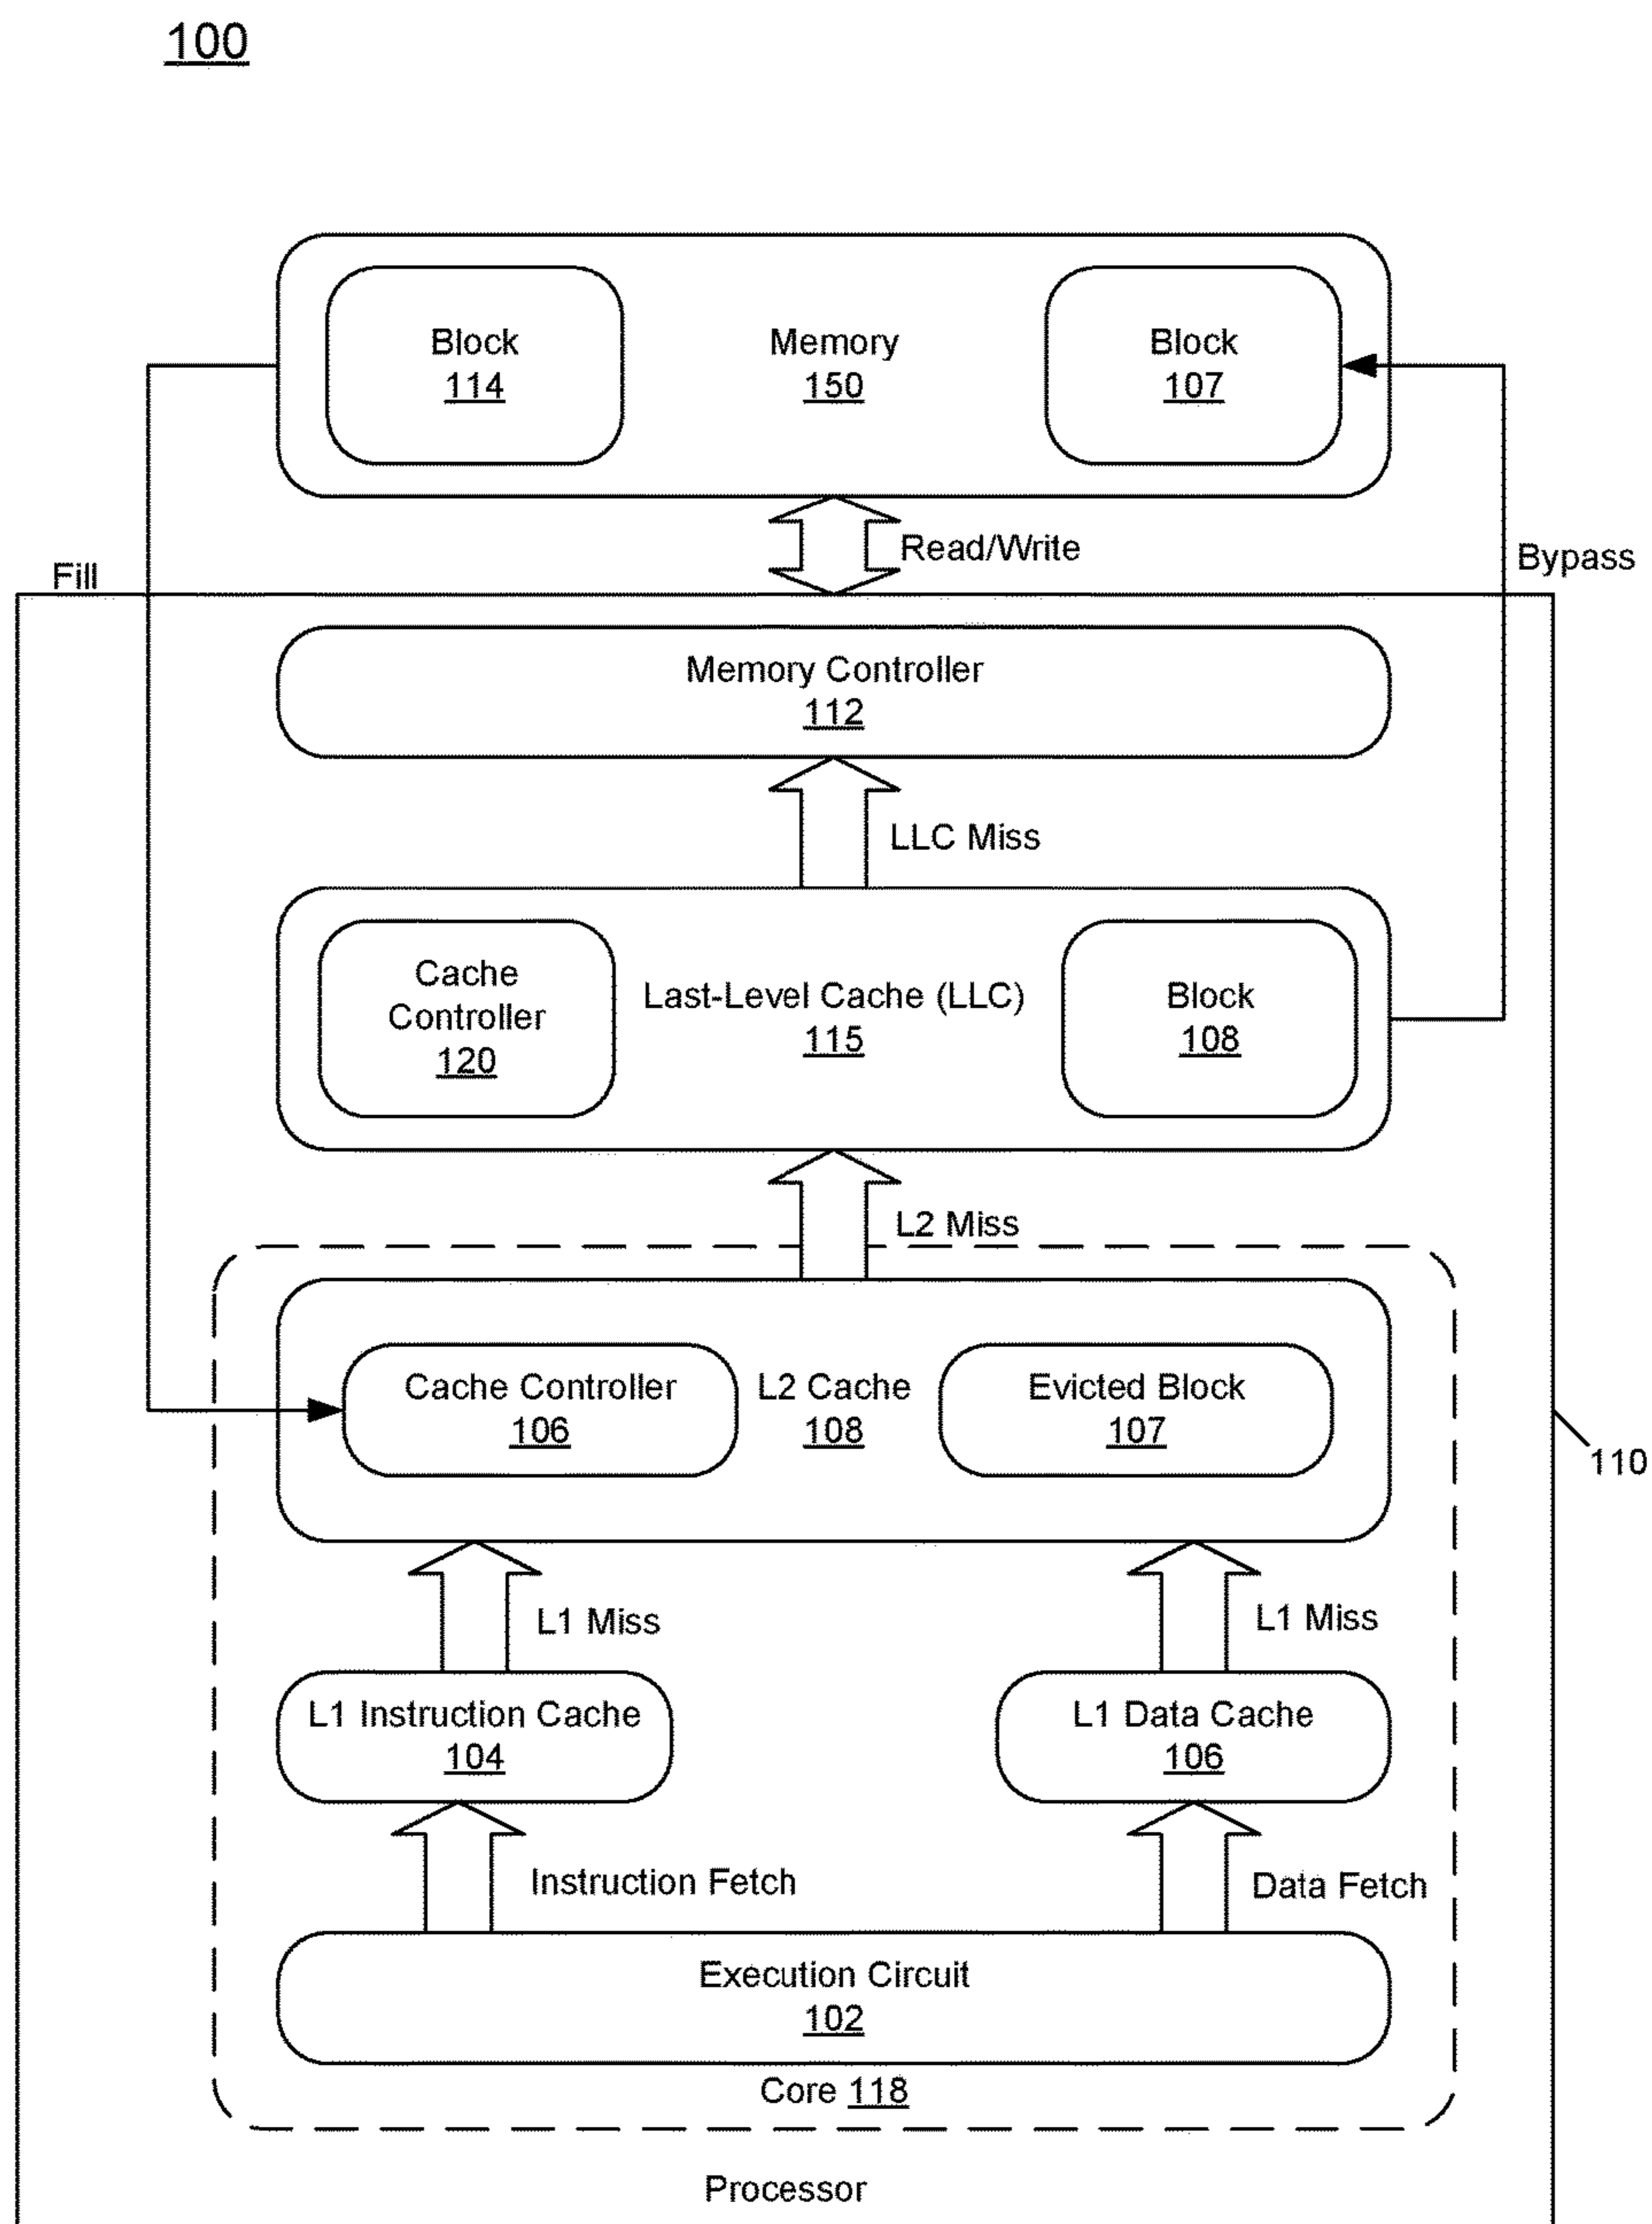 100
Block
114
Memory
150
Block
107
Read/Write
Bypass
Fill
Memory Controller
112
LLC Miss
Cache
Controller
120
Last-Level Cache (LLC)
115
Block
108
L2 Miss
Cache Controller
106
L2 Cache
108
Evicted Block
107
110
L1 Miss
L1 Miss
L1 Instruction Cache
104
L1 Data Cache
106
Instruction Fetch
Data Fetch
Execution Circuit
102
Core 118
Processor